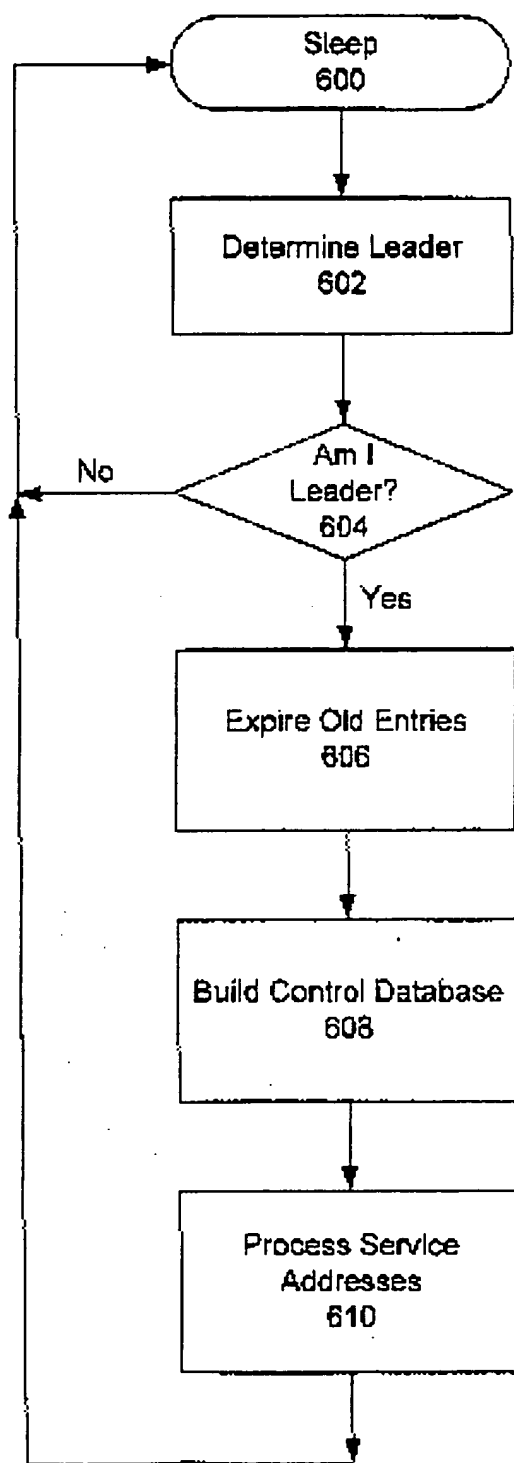 Sleep
600
Determine Leader
602
Am I
Leader?
604
No
Yes
Expire Old Entries
606
Build Control Database
608
Process Service
Addresses
610